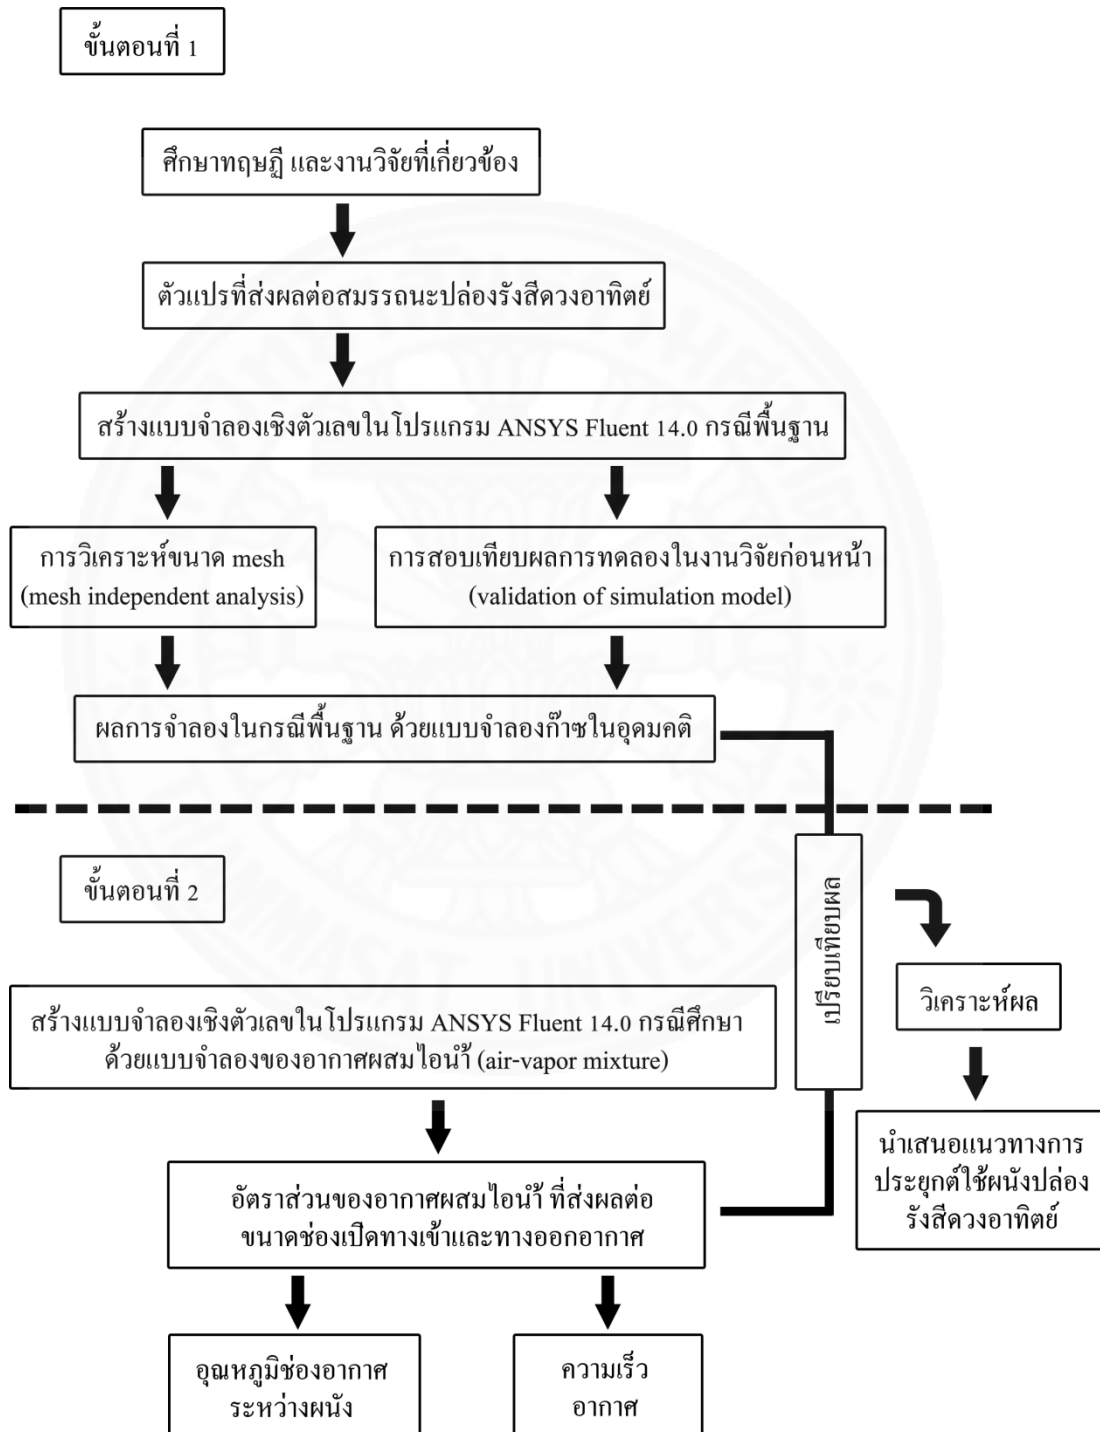 ขั้นตอนที่ 1
ศึกษาทฤษฎี และงานวิจัยที่เกี่ยวข้อง
ตัวแปรที่ส่งผลต่อสมรรถนะปล่องรังสีดวงอาทิตย์
สร้างแบบจำลองเชิงตัวเลขในโปรแกรม ANSYS Fluent 14.0 กรณีพื้นฐาน
การวิเคราะห์ขนาด mesh
(mesh independent analysis)
การสอบเทียบผลการทดลองในงานวิจัยก่อนหน้า
(validation of simulation model)
ผลการจำลองในกรณีพื้นฐาน ด้วยแบบจำลองก๊าซในอุดมคติ
ขั้นตอนที่ 2
เปรียบเทียบผล
วิเคราะห์ผล
สร้างแบบจำลองเชิงตัวเลขในโปรแกรม ANSYS Fluent 14.0 กรณีศึกษา
ด้วยแบบจำลองของอากาศผสมไอน้ำ (air-vapor mixture)
นำเสนอแนวทางการ
ประยุกต์ใช้ผนังปล่อง
รังสีดวงอาทิตย์
อัตราส่วนของอากาศผสมไอน้ำ ที่ส่งผลต่อ
ขนาดช่องเปิดทางเข้าและทางออกอากาศ
อุณหภูมิช่องอากาศ
ระหว่างผนัง
ความเร็ว
อากาศ
THAMMASAT UNIVERSITY